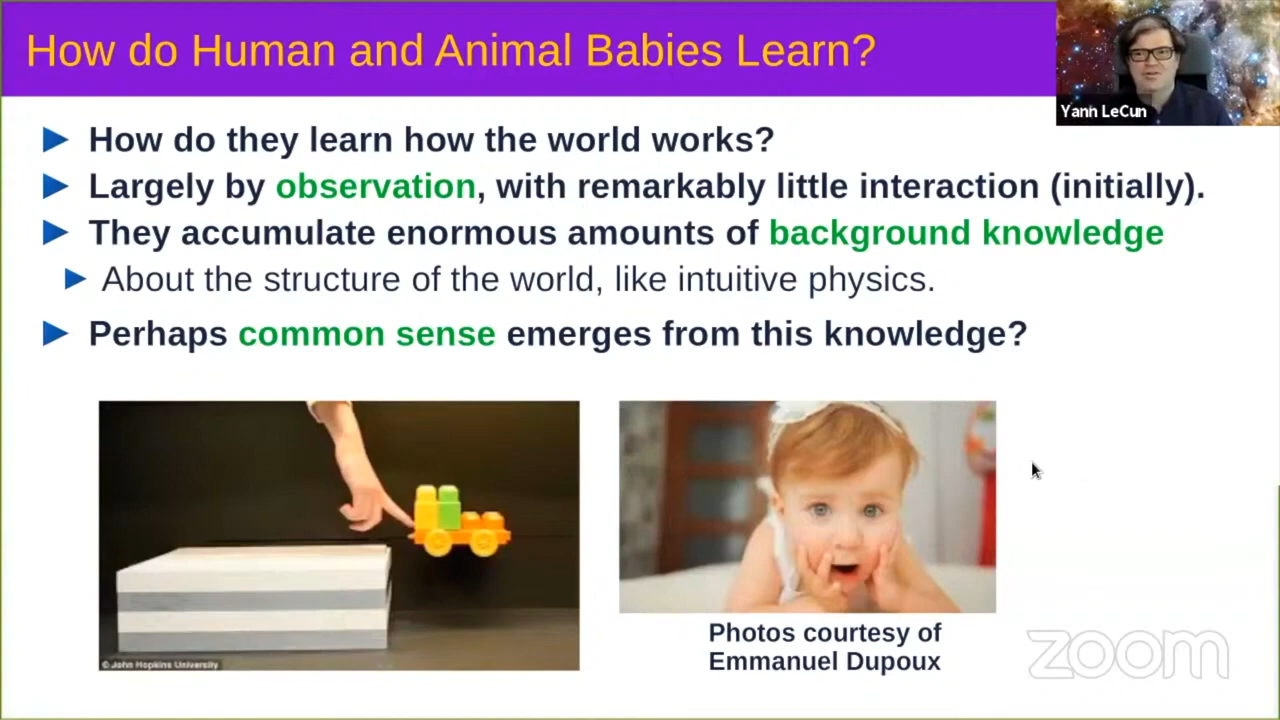 How do Human and Animal Babies Learn?
Yann LeCun
► How do they learn how the world works?
► Largely by observation, with remarkably little interaction (initially).
► They accumulate enormous amounts of background knowledge
► About the structure of the world, like intuitive physics.
► Perhaps common sense emerges from this knowledge?
© John Hopkins University
Photos courtesy of
Emmanuel Dupoux
zoom